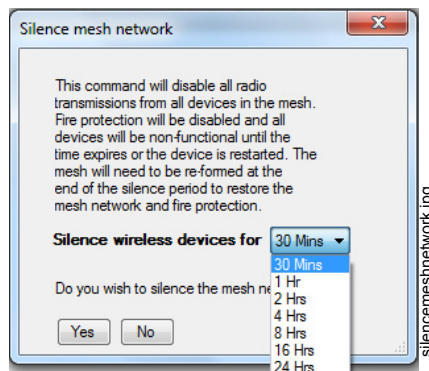 Silence mesh network
This command will disable all radio
transmissions from all devices in the mesh.
Fire protection will be disabled and all
devices will be non-functional until the
time expires or the device is restarted. The
mesh will need to be re-formed at the
end of the silence period to restore the
mesh network and fire protection.
Silence wireless devices for 30 Mins
30 Mins
1 Hr
2 Hrs
4 Hrs
8 Hrs
16 Hrs
24 Hrs
Do you wish to silence the mesh ne
Yes No
silencemeshnetwork.jpg